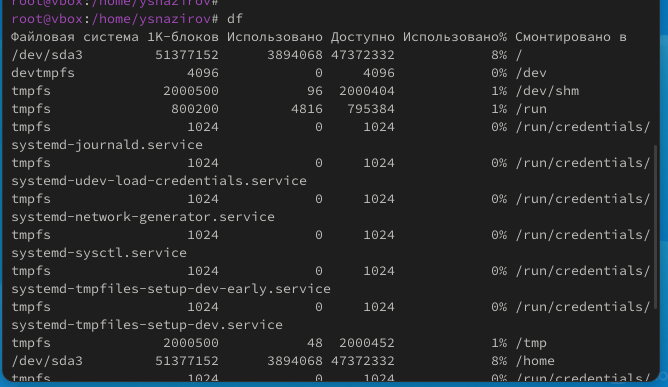 root@vbox:/home/ysnazirov#
root@vbox:/home/ysnazirov# df
Файловая система 1K-блоков Использовано Доступно Использовано% Смонтировано в
/dev/sda3 51377152 3894068 47372332 8% /
devtmpfs 4096 0 4096 0% /dev
tmpfs 2000500 96 2000404 1% /dev/shm
tmpfs 800200 4816 795384 1% /run
tmpfs 1024 0 1024 0% /run/credentials/
systemd-journald.service
tmpfs 1024 0 1024 0% /run/credentials/
systemd-udev-load-credentials.service
tmpfs 1024 0 1024 0% /run/credentials/
systemd-network-generator.service
tmpfs 1024 0 1024 0% /run/credentials/
systemd-sysctl.service
tmpfs 1024 0 1024 0% /run/credentials/
systemd-tmpfiles-setup-dev-early.service
tmpfs 1024 0 1024 0% /run/credentials/
systemd-tmpfiles-setup-dev.service
tmpfs 2000500 48 2000452 1% /tmp
/dev/sda3 51377152 3894068 47372332 8% /home
tmpfs 1024 0 1024 0% /run/credentials/